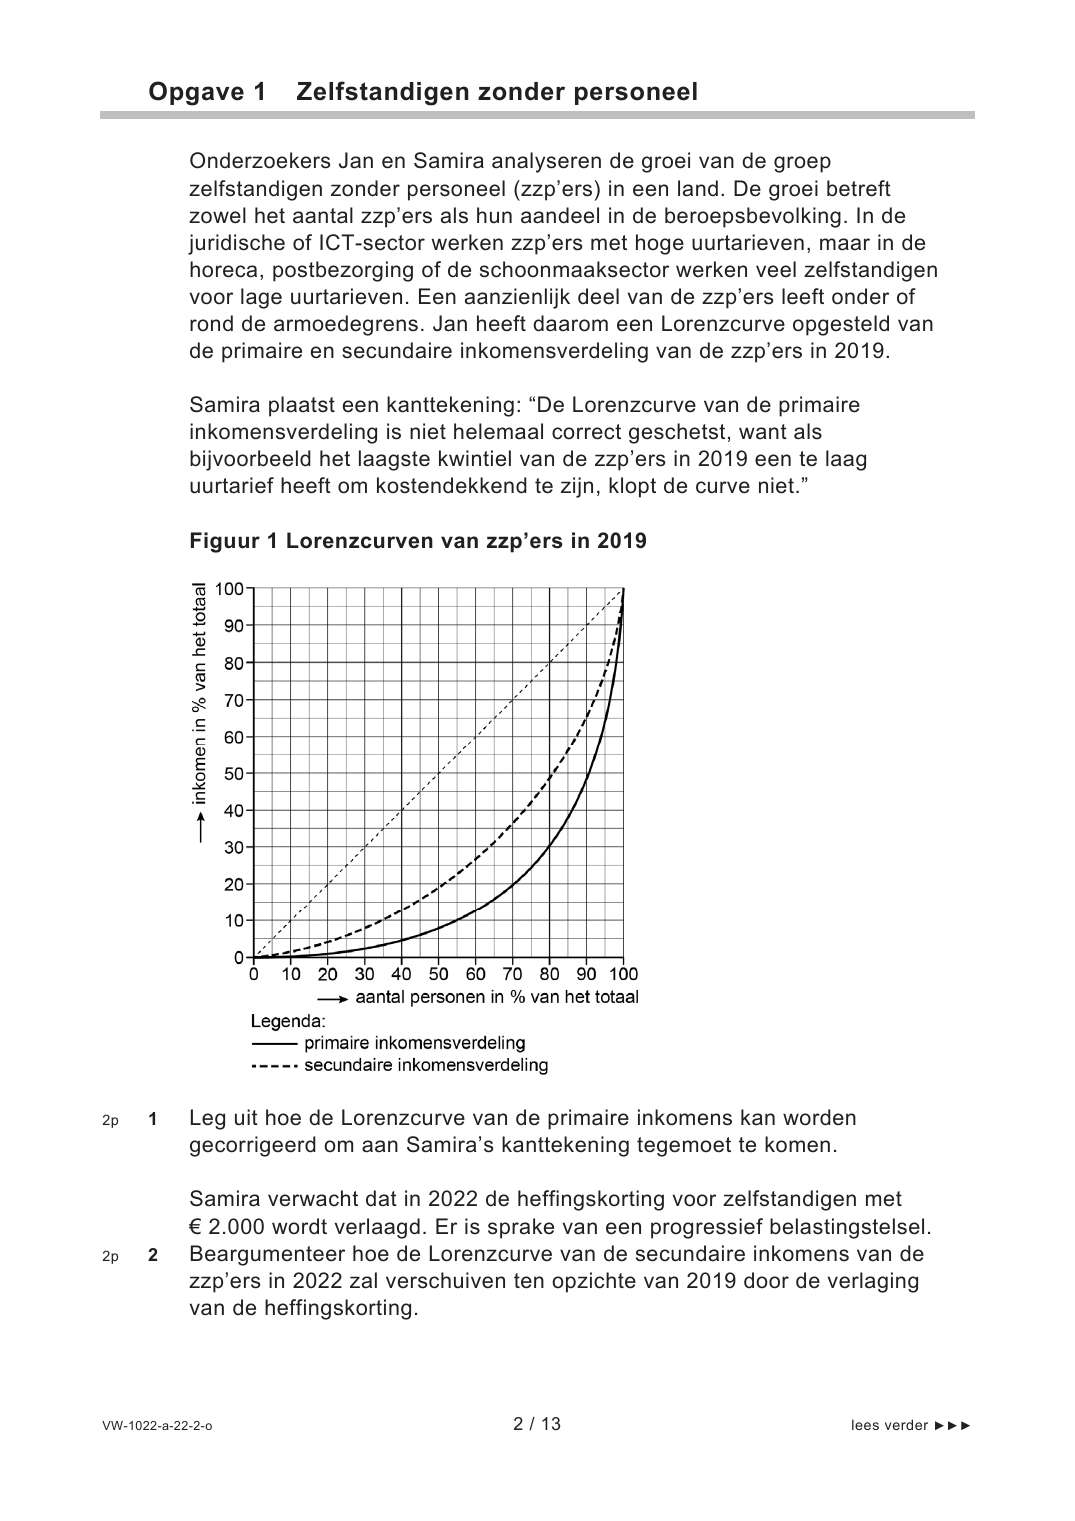 Opgave 1 Zelfstandigen zonder personeel
Onderzoekers Jan en Samira analyseren de groei van de groep
zelfstandigen zonder personeel (zzp’ers) in een land. De groei betreft
zowel het aantal zzp’ers als hun aandeel in de beroepsbevolking. In de
juridische of ICT-sector werken zzp’ers met hoge uurtarieven, maar in de
horeca, postbezorging of de schoonmaaksector werken veel zelfstandigen
voor lage uurtarieven. Een aanzienlijk deel van de zzp’ers leeft onder of
rond de armoedegrens. Jan heeft daarom een Lorenzcurve opgesteld van
de primaire en secundaire inkomensverdeling van de zzp’ers in 2019.
Samira plaatst een kanttekening: “De Lorenzcurve van de primaire
inkomensverdeling is niet helemaal correct geschetst, want als
bijvoorbeeld het laagste kwintiel van de zzp’ers in 2019 een te laag
uurtarief heeft om kostendekkend te zijn, klopt de curve niet.”
Figuur 1 Lorenzcurven van zzp’ers in 2019
inkomen in % van het totaal
100
90
80
70
60
50
40
30
20
10
0
0 10 20 30 40 50 60 70 80 90 100
aantal personen in % van het totaal
Legenda:
primaire inkomensverdeling
secundaire inkomensverdeling
2p 1 Leg uit hoe de Lorenzcurve van de primaire inkomens kan worden
gecorrigeerd om aan Samira’s kanttekening tegemoet te komen.
Samira verwacht dat in 2022 de heffingskorting voor zelfstandigen met
€ 2.000 wordt verlaagd. Er is sprake van een progressief belastingstelsel.
2p 2 Beargumenteer hoe de Lorenzcurve van de secundaire inkomens van de
zzp’ers in 2022 zal verschuiven ten opzichte van 2019 door de verlaging
van de heffingskorting.
VW-1022-a-22-2-o 2 / 13 lees verder ►►►